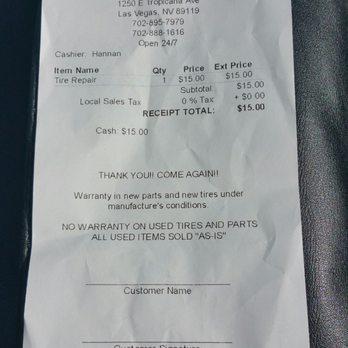 1250 E Tropicana Ave
Las Vegas, NV 89119
702-895-7979
702-888-1616
Open 24/7
Cashier: Hannan
Item Name Qty Price Ext Price
Tire Repair 1 $15.00 $15.00
Subtotal: $15.00
Local Sales Tax 0 % Tax + $0.00
RECEIPT TOTAL: $15.00
Cash: $15.00
THANK YOU!! COME AGAIN!!
Warranty in new parts and new tires under
manufacture's conditions.
NO WARRANTY ON USED TIRES AND PARTS
ALL USED ITEMS SOLD "AS-IS"
Customer Name
Customer Signature